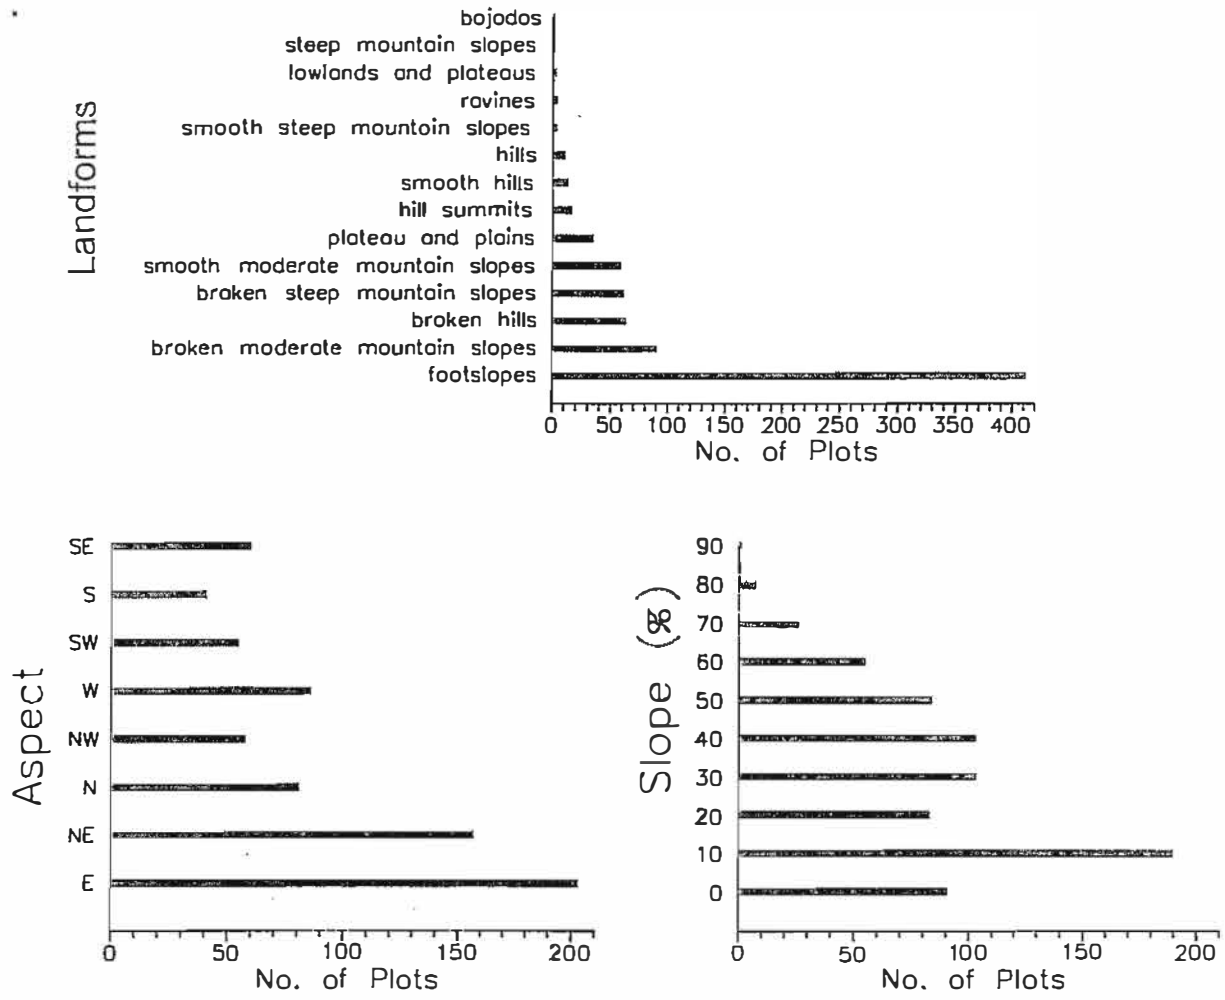 bojodos
steep mountain slopes
lowlands and plateaus
ravines
smooth steep mountain slopes
hills
smooth hills
hill summits
plateau and plains
smooth moderate mountain slopes
broken steep mountain slopes
broken hills
broken moderate mountain slopes
footslopes
Landforms
0 50 100 150 200 250 300 350 400
No. of Plots
SE
S
SW
W
NW
N
NE
E
Aspect
0 50 100 150 200
No. of Plots
90
80
70
60
50
40
30
20
10
0
Slope (%)
0 50 100 150 200
No. of Plots